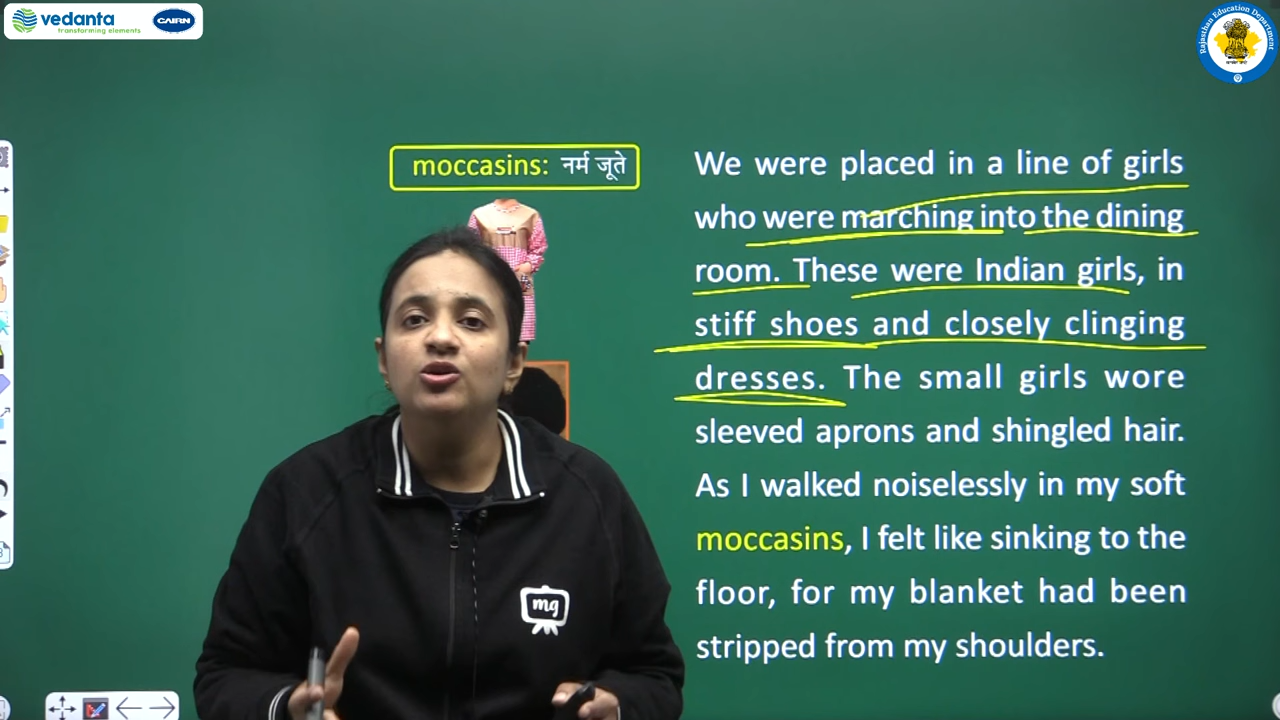 vedanta
transforming elements
CAIRN
Rajasthan Education Department
moccasins: नर्म जूते
We were placed in a line of girls
who were marching into the dining
room. These were Indian girls, in
stiff shoes and closely clinging
dresses. The small girls wore
sleeved aprons and shingled hair.
As I walked noiselessly in my soft
moccasins, I felt like sinking to the
floor, for my blanket had been
stripped from my shoulders.
mg